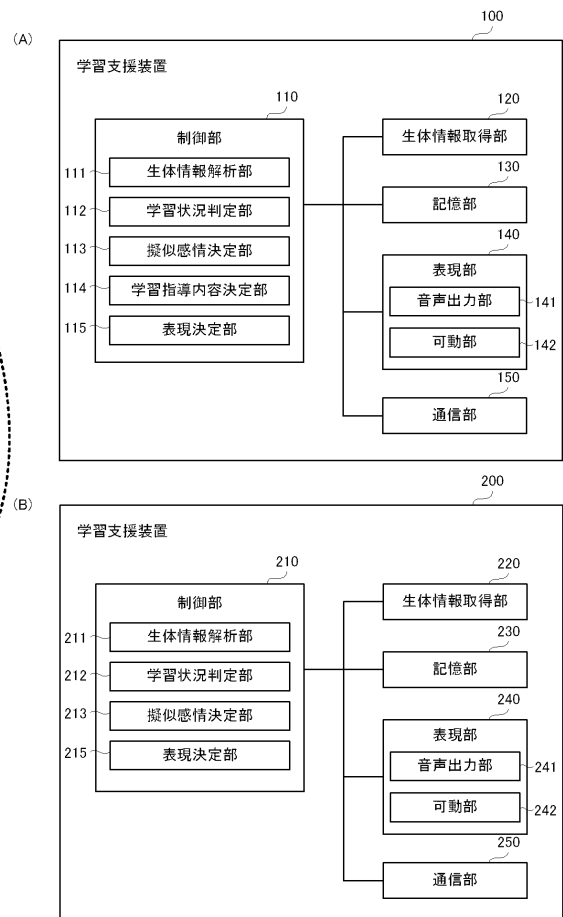 (A)
100
学習支援装置
110
制御部
111
生体情報解析部
112
学習状況判定部
113
擬似感情決定部
114
学習指導内容決定部
115
表現決定部
120
生体情報取得部
130
記憶部
140
表現部
音声出力部
141
可動部
142
150
通信部
(B)
200
学習支援装置
210
制御部
211
生体情報解析部
212
学習状況判定部
213
擬似感情決定部
215
表現決定部
220
生体情報取得部
230
記憶部
240
表現部
音声出力部
241
可動部
242
250
通信部